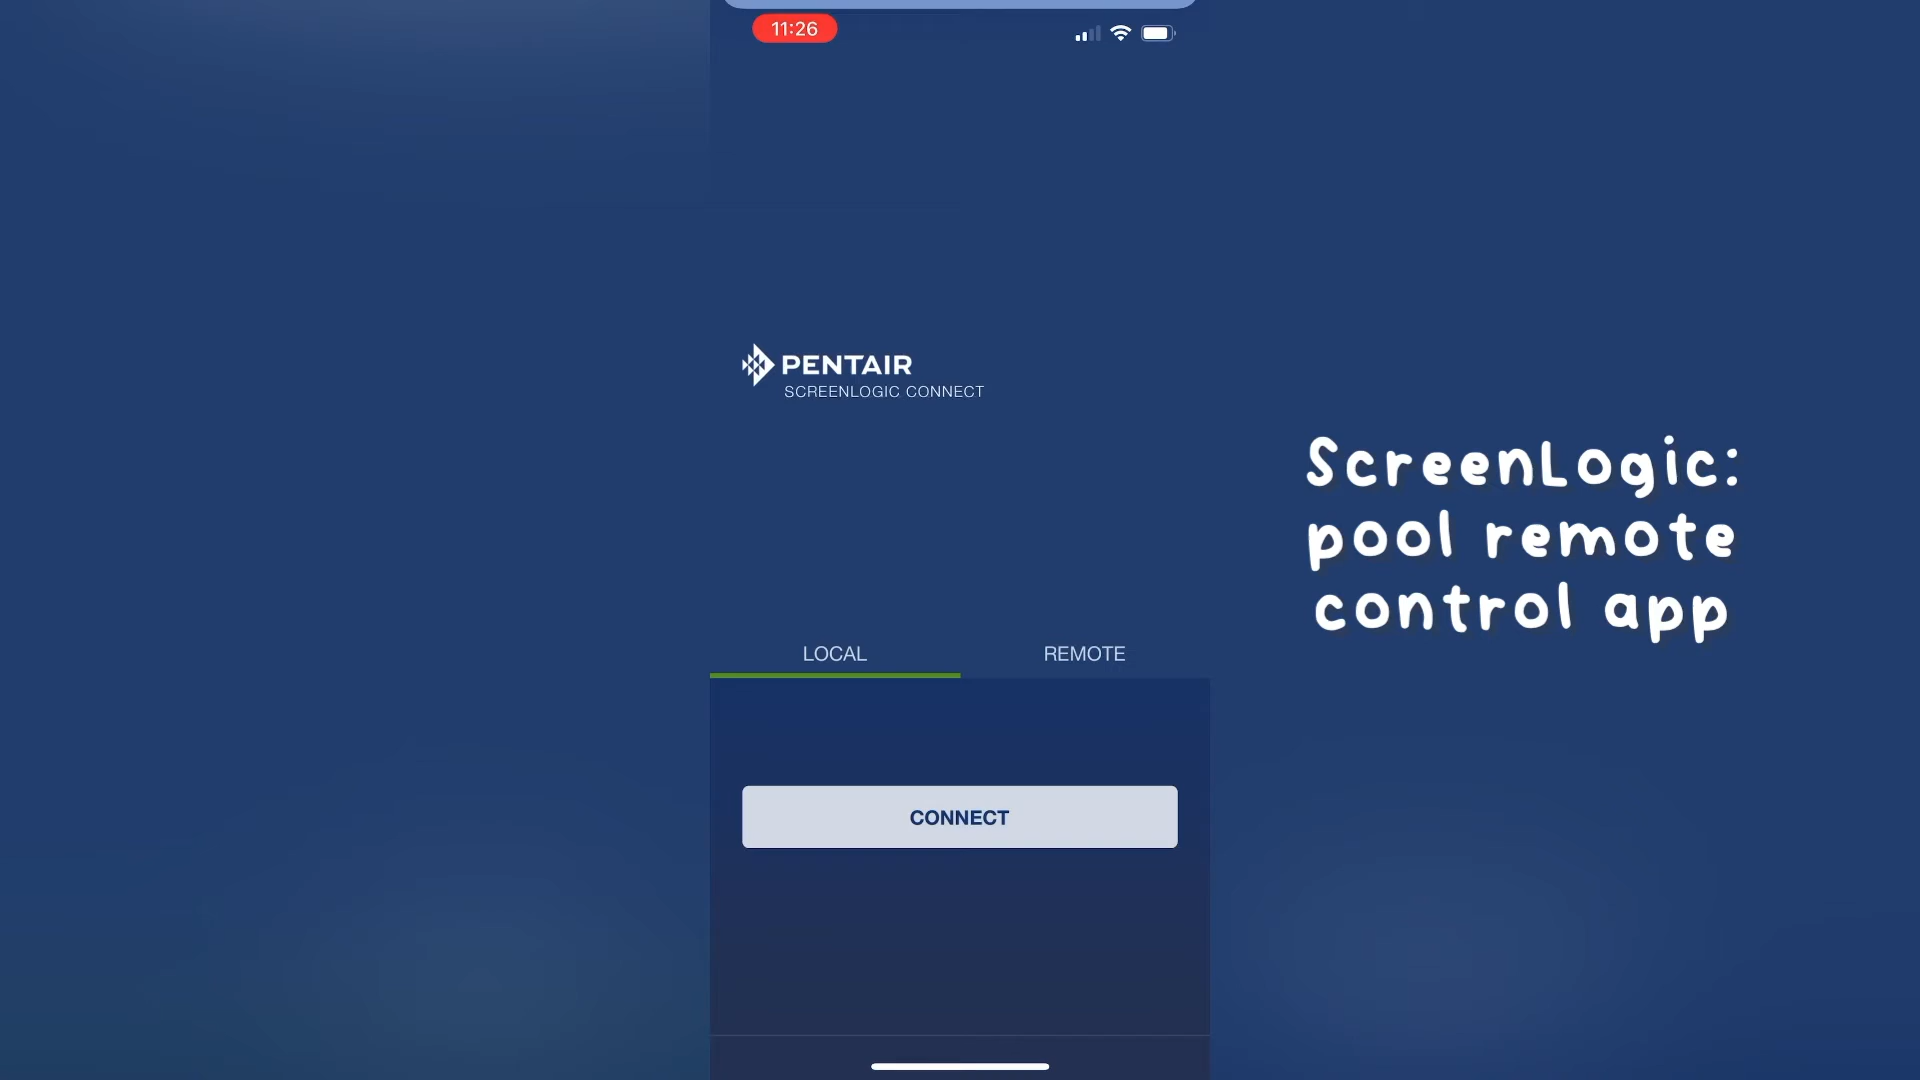 11:26
PENTAIR
SCREENLOGIC CONNECT
ScreenLogic:
pool remote
control app
LOCAL
REMOTE
CONNECT